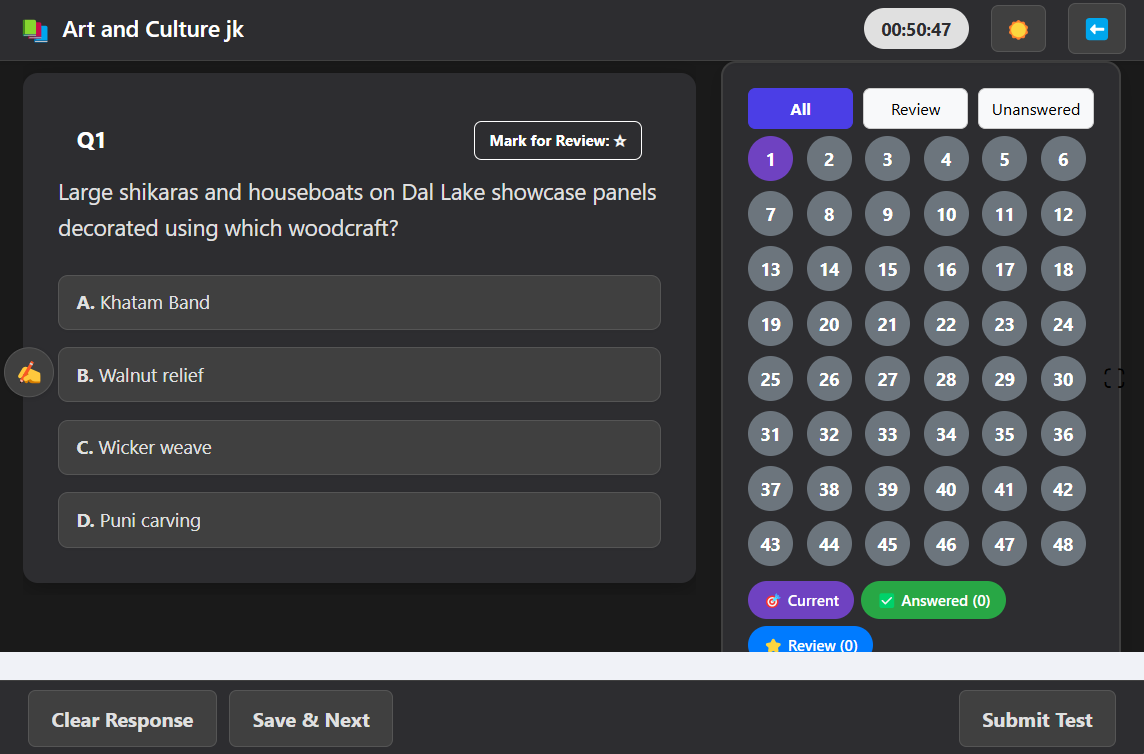 Art and Culture jk
00:50:47
Q1
Mark for Review: ☆
Large shikaras and houseboats on Dal Lake showcase panels
decorated using which woodcraft?
A. Khatam Band
B. Walnut relief
C. Wicker weave
D. Puni carving
All Review Unanswered
1 2 3 4 5 6
7 8 9 10 11 12
13 14 15 16 17 18
19 20 21 22 23 24
25 26 27 28 29 30
31 32 33 34 35 36
37 38 39 40 41 42
43 44 45 46 47 48
Current Answered (0)
Review (0)
Clear Response Save & Next Submit Test